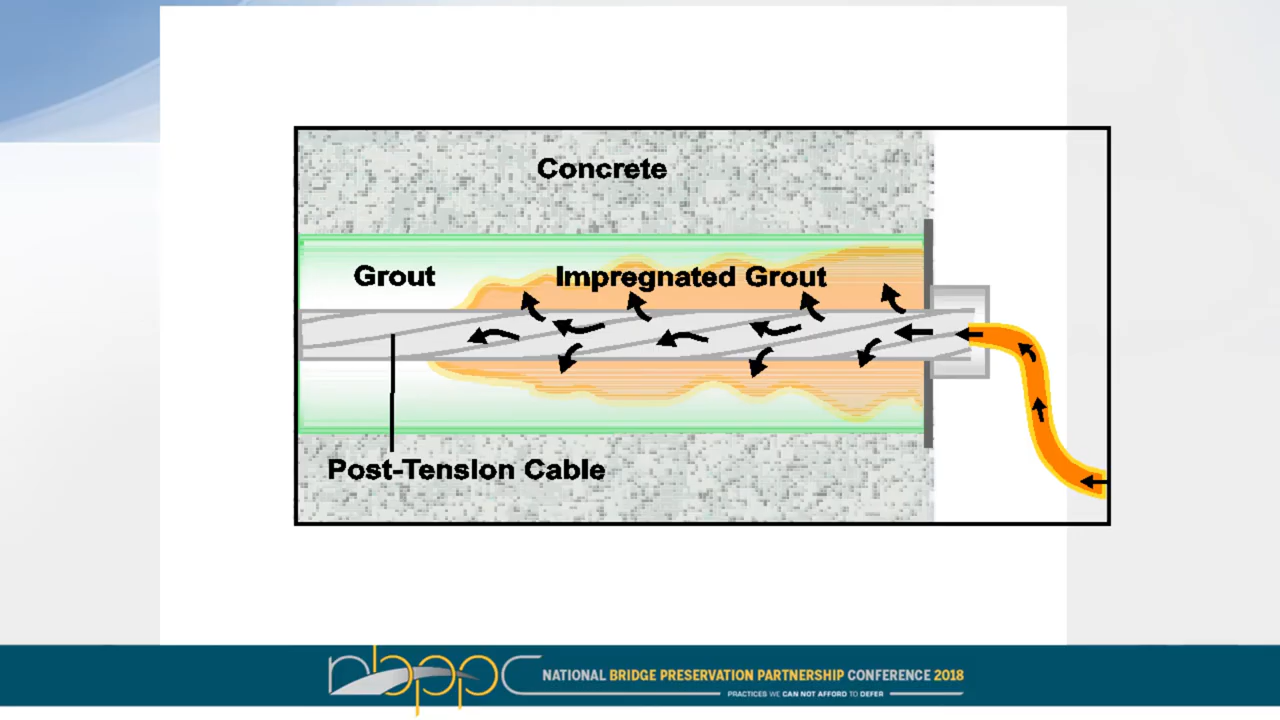 Concrete
Grout
Impregnated Grout
Post-Tension Cable
nbppc
NATIONAL BRIDGE PRESERVATION PARTNERSHIP CONFERENCE 2018
PRACTICES WE CAN NOT AFFORD TO DEFER